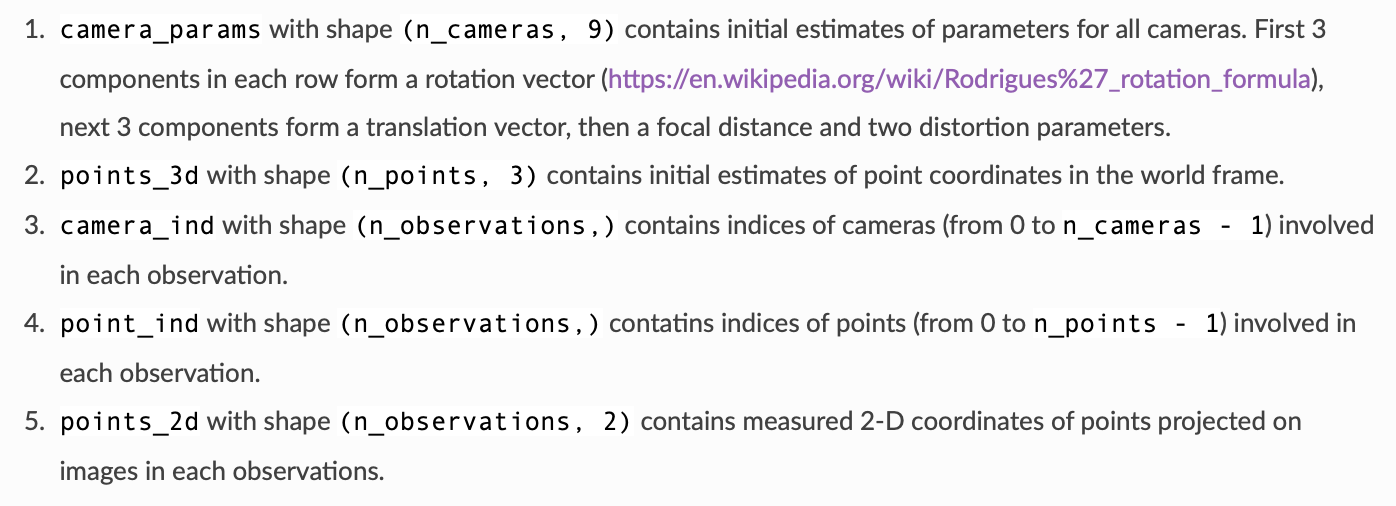 1. camera_params with shape (n_cameras, 9) contains initial estimates of parameters for all cameras. First 3
components in each row form a rotation vector (https://en.wikipedia.org/wiki/Rodrigues%27_rotation_formula),
next 3 components form a translation vector, then a focal distance and two distortion parameters.
2. points_3d with shape (n_points, 3) contains initial estimates of point coordinates in the world frame.
3. camera_ind with shape (n_observations,) contains indices of cameras (from 0 to n_cameras - 1) involved
in each observation.
4. point_ind with shape (n_observations,) contatins indices of points (from 0 to n_points - 1) involved in
each observation.
5. points_2d with shape (n_observations, 2) contains measured 2-D coordinates of points projected on
images in each observations.